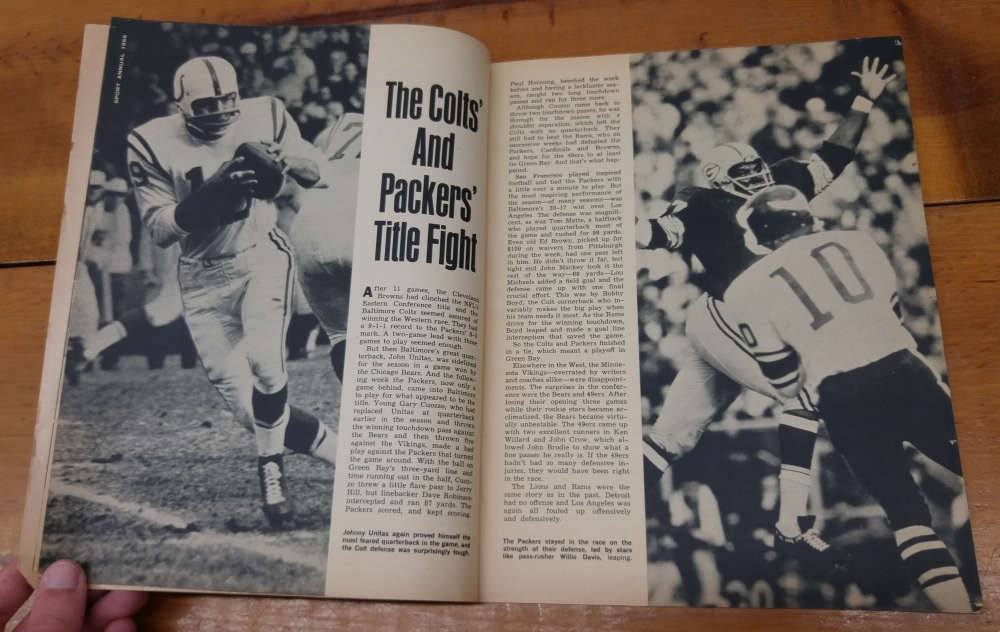 SPORT ANNUAL 1966
19
The Colts'
And
Packers'
Title Fight
After 11 games, the Cleveland
Browns had clinched the NFL's
Eastern Conference title and the
Baltimore Colts seemed assured of
winning the Western race. They had
a 9-1-1 record to the Packers' 8-3
mark. A two-game lead with three
games to play seemed enough.
But then Baltimore's great quar-
terback, John Unitas, was sidelined
for the season in a game won by
the Chicago Bears. And the follow-
ing week the Packers, now only a
game behind, came into Baltimore
to play for what appeared to be the
title. Young Gary Cuozzo, who had
replaced Unitas at quarterback
earlier in the season and thrown
the winning touchdown pass against
the Bears and then thrown five
against the Vikings, made a bad
play against the Packers that turned
the game around. With the ball on
Green Bay's three-yard line and
time running out in the half, Cuoz-
zo threw a little flare pass to Jerry
Hill, but linebacker Dave Robinson
intercepted and ran 87 yards. The
Packers scored, and kept scoring.
Johnny Unitas again proved himself the
most feared quarterback in the game, and
the Colt defense was surprisingly tough.
Paul Hornung, benched the week
before and having a lackluster sea-
son, caught two long touchdown
passes and ran for three more.
Although Cuozzo came back to
throw two touchdown passes, he was
through for the season with a
shoulder separation, which left the
Colts with no quarterback. They
still had to beat the Rams, who on
successive weeks had defeated the
Packers, Cardinals and Browns,
and hope for the 49ers to at least
tie Green Bay. And that's what hap-
pened.
San Francisco played inspired
football and tied the Packers with
a little over a minute to play. But
the most inspiring performance of
the season—of many seasons—was
Baltimore's 20-17 win over Los
Angeles. The defense was magnifi-
cent, as was Tom Matte, a halfback
who played quarterback most of
the game and rushed for 99 yards.
Even old Ed Brown, picked up for
$100 on waivers from Pittsburgh
during the week, had one pass left
in him. He didn't throw it far, but
tight end John Mackey took it the
rest of the way—68 yards—Lou
Michaels added a field goal and the
defense came up with one final
crucial effort. This was by Bobby
Boyd, the Colt cornerback who in-
variably makes the big play when
his team needs it most. As the Rams
drove for the winning touchdown,
Boyd leaped and made a goal line
interception that saved the game.
So the Colts and Packers finished
in a tie, which meant a playoff in
Green Bay.
Elsewhere in the West, the Minne-
sota Vikings—overrated by writers
and coaches alike—were disappoint-
ments. The surprises in the confer-
ence were the Bears and 49ers. After
losing their opening three games
while their rookie stars became ac-
climatized, the Bears became virtu-
ally unbeatable. The 49ers came up
with two excellent runners in Ken
Willard and John Crow, which al-
lowed John Brodie to show what a
fine passer he really is. If the 49ers
hadn't had so many defensive in-
juries, they would have been right
in the race.
The Lions and Rams were the
same story as in the past. Detroit
had no offense and Los Angeles was
again all fouled up offensively
and defensively.
The Packers stayed in the race on the
strength of their defense, led by stars
like pass-rusher Willie Davis, leaping.
10